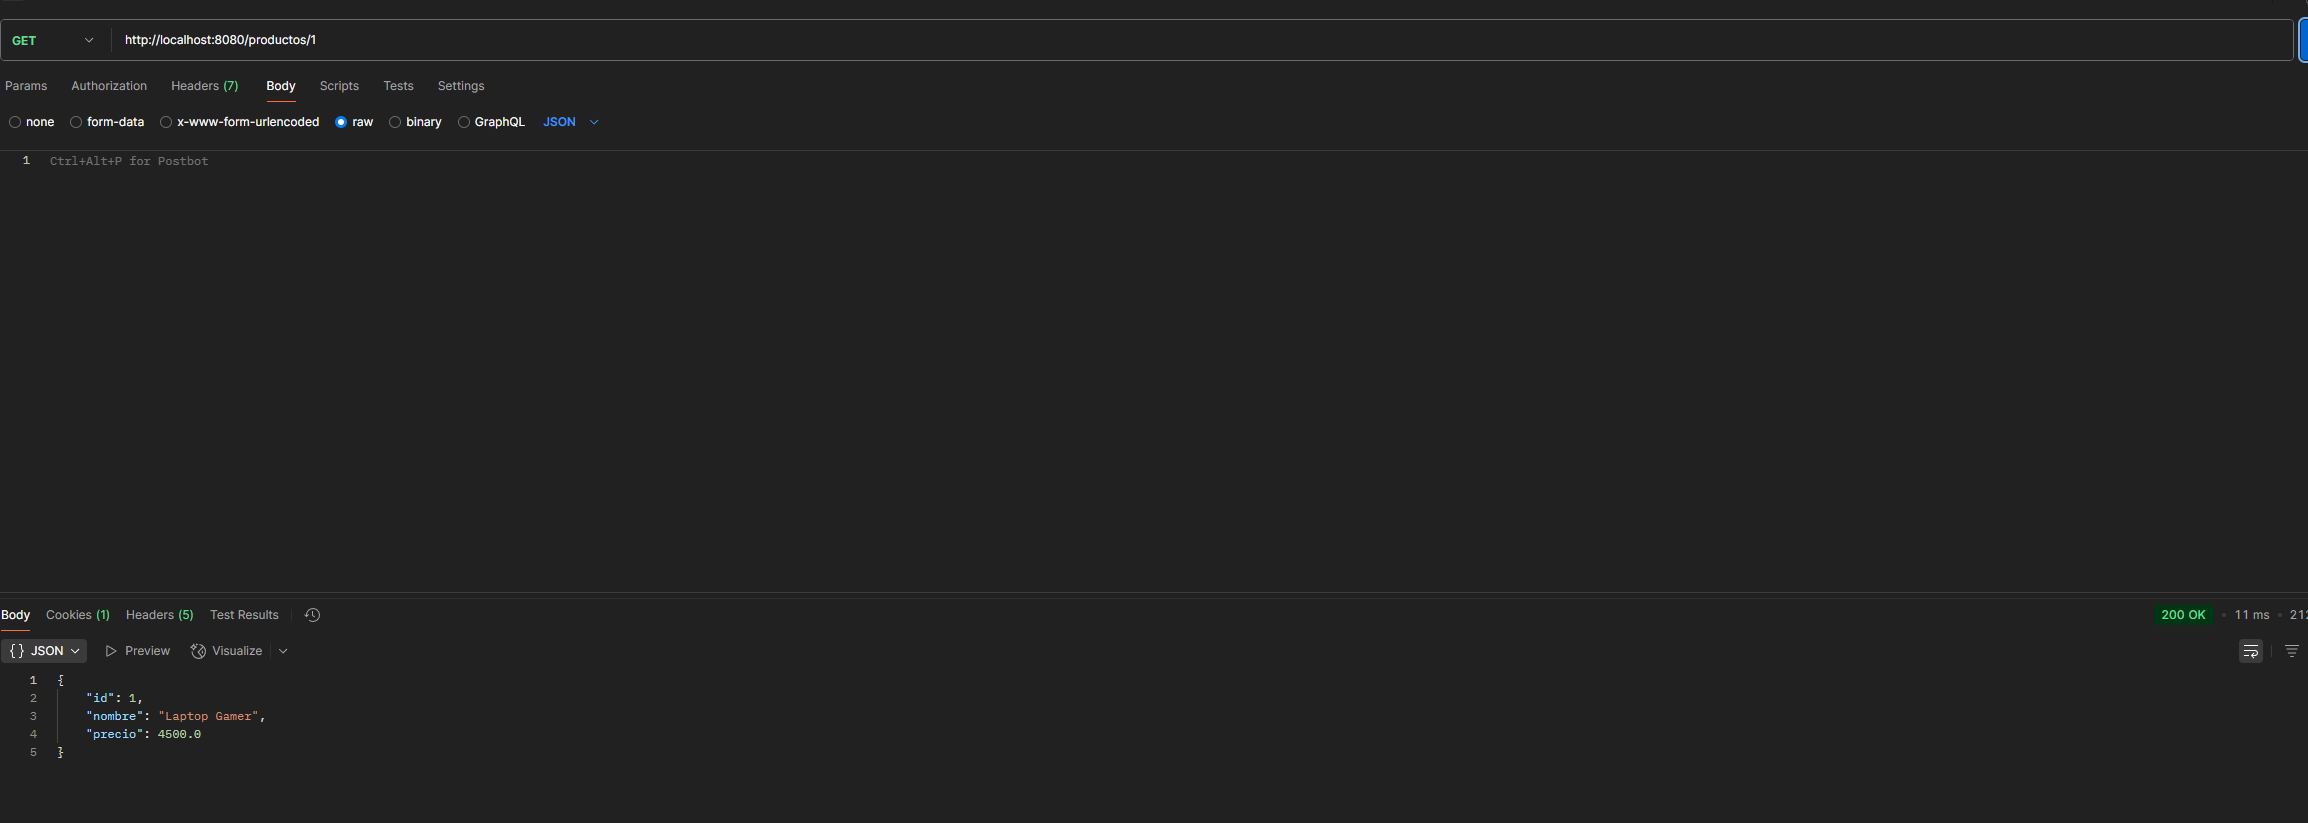 GET http://localhost:8080/productos/1
Params Authorization Headers (7) Body Scripts Tests Settings
none form-data x-www-form-urlencoded raw binary GraphQL JSON
1 Ctrl+Alt+P for Postbot
Body Cookies (1) Headers (5) Test Results 200 OK • 11 ms •
{} JSON Preview Visualize
1 {
2 "id": 1,
3 "nombre": "Laptop Gamer",
4 "precio": 4500.0
5 }